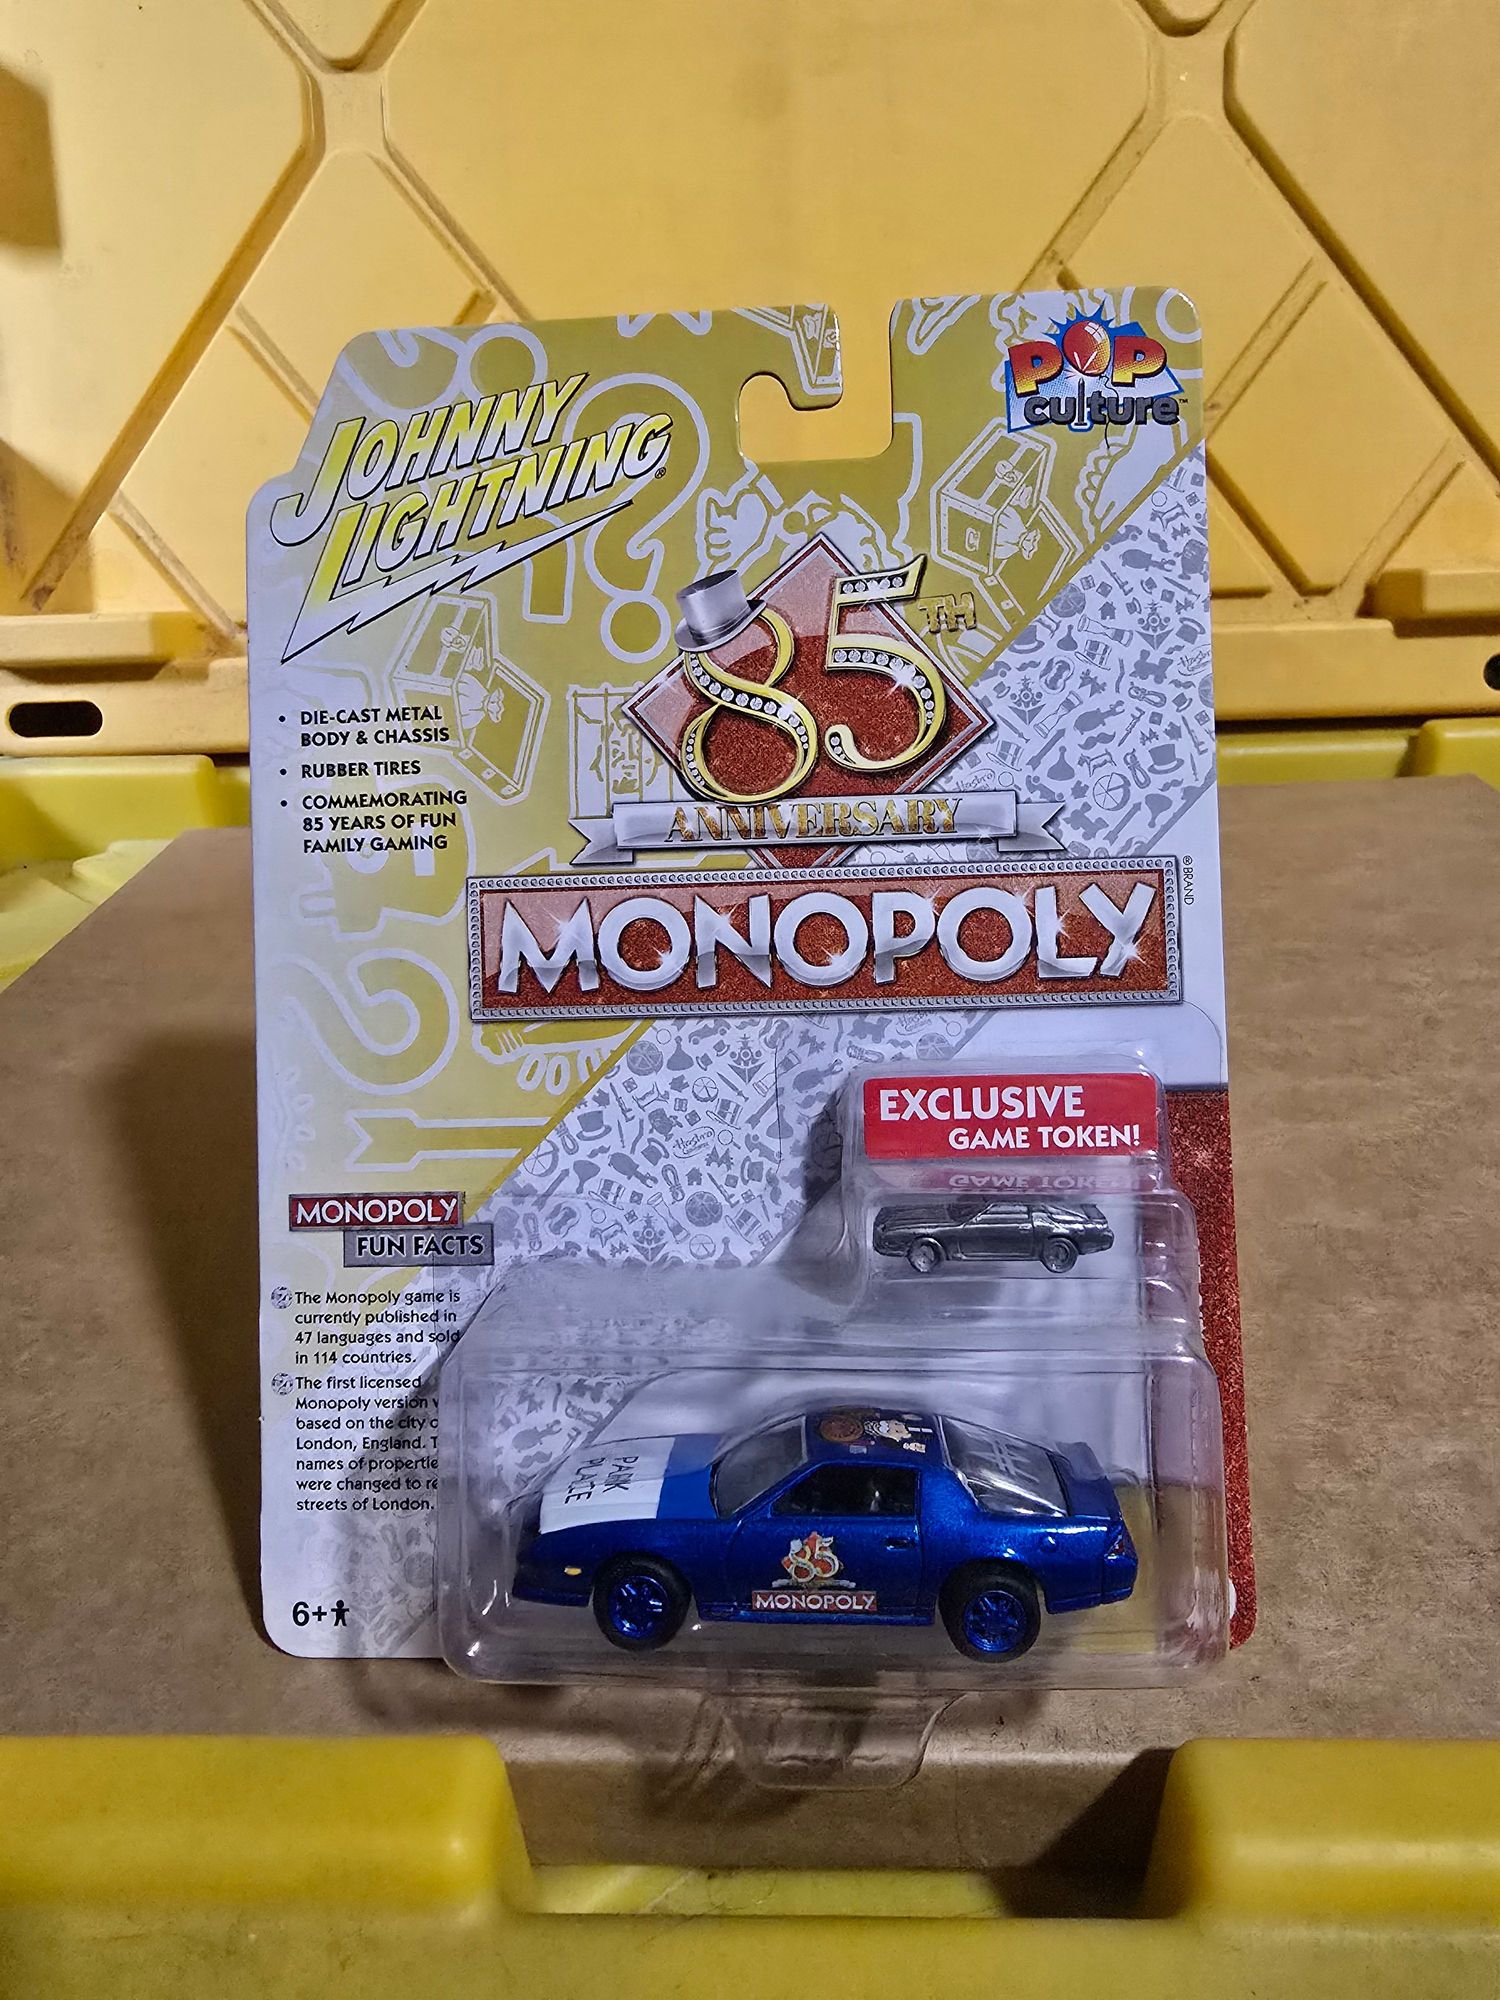 JOHNNY
LIGHTNING®
POP
culture™
85TH
ANNIVERSARY
MONOPOLY
®BRAND
• DIE-CAST METAL
BODY & CHASSIS
• RUBBER TIRES
• COMMEMORATING
85 YEARS OF FUN
FAMILY GAMING
EXCLUSIVE
GAME TOKEN!
MONOPOLY
FUN FACTS
The Monopoly game is
currently published in
47 languages and sold
in 114 countries.
The first licensed
Monopoly version
based on the city
London, England.
names of
were changed to
streets of London.
PARK
PLACE
85
MONOPOLY
6+